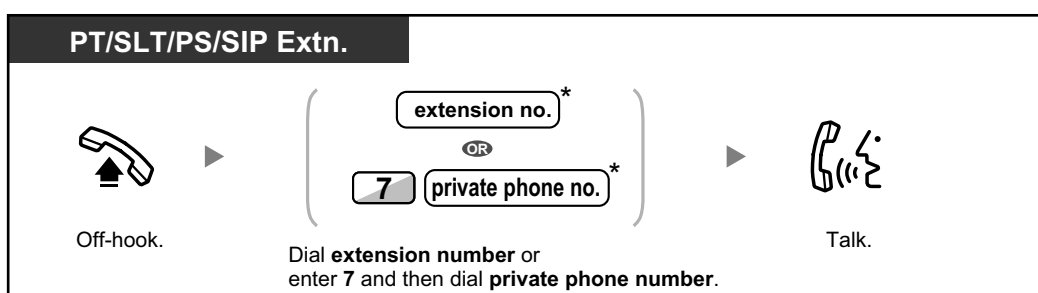 PT/SLT/PS/SIP Extn.
extension no.*
OR
7 private phone no.*
Off-hook.
Dial extension number or
enter 7 and then dial private phone number.
Talk.